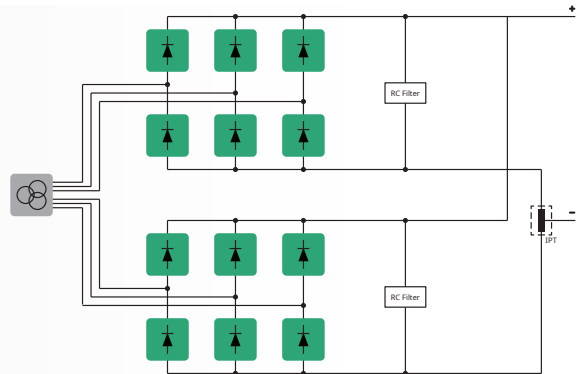 +
RC Filter
–
IPT
RC Filter